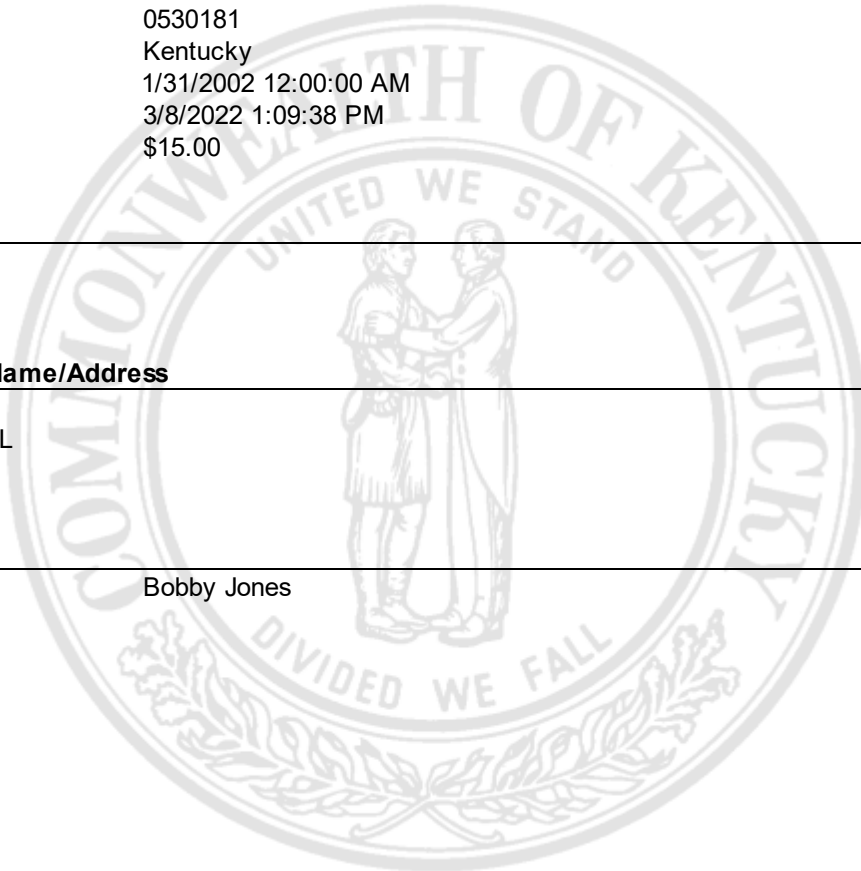 0530181
Kentucky
1/31/2002 12:00:00 AM
3/8/2022 1:09:38 PM
$15.00
COMMONWEALTH OF KENTUCKY
UNITED WE STAND
ame/Address
L
Bobby Jones
DIVIDED WE FALL